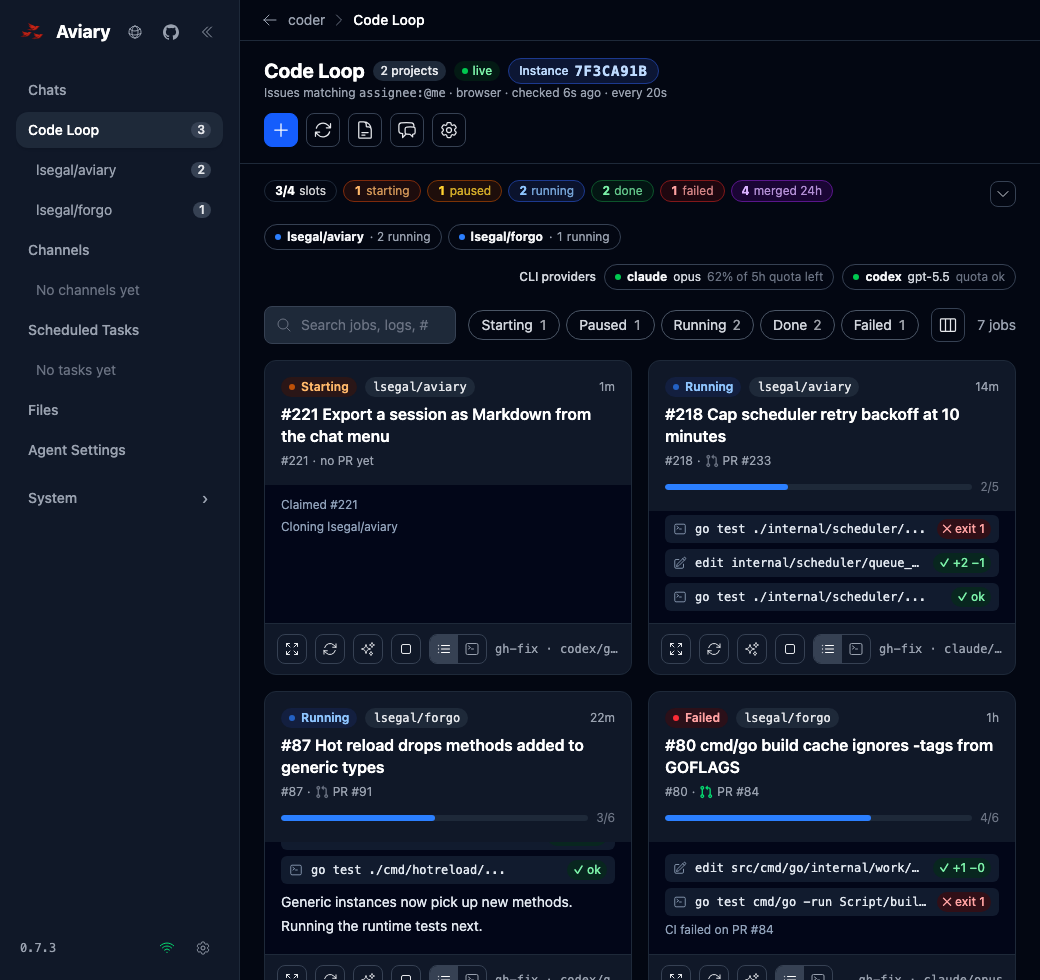 Aviary
Chats
Code Loop 3
lsegal/aviary 2
lsegal/forgo 1
Channels
No channels yet
Scheduled Tasks
No tasks yet
Files
Agent Settings
System
0.7.3
coder Code Loop
Code Loop 2 projects live Instance 7F3CA91B
Issues matching assignee:@me · browser · checked 6s ago · every 20s
3/4 slots 1 starting 1 paused 2 running 2 done 1 failed 4 merged 24h
lsegal/aviary · 2 running lsegal/forgo · 1 running
CLI providers claude opus 62% of 5h quota left codex gpt-5.5 quota ok
Search jobs, logs, # Starting 1 Paused 1 Running 2 Done 2 Failed 1 7 jobs
Starting lsegal/aviary 1m
#221 Export a session as Markdown from
the chat menu
#221 · no PR yet
Claimed #221
Cloning lsegal/aviary
gh-fix · codex/g…
Running lsegal/aviary 14m
#218 Cap scheduler retry backoff at 10
minutes
#218 · PR #233
2/5
go test ./internal/scheduler/... exit 1
edit internal/scheduler/queue_… +2 −1
go test ./internal/scheduler/... ok
gh-fix · claude/…
Running lsegal/forgo 22m
#87 Hot reload drops methods added to
generic types
#87 · PR #91
3/6
go test ./cmd/hotreload/... ok
Generic instances now pick up new methods.
Running the runtime tests next.
gh-fix · codex/g…
Failed lsegal/forgo 1h
#80 cmd/go build cache ignores -tags from
GOFLAGS
#80 · PR #84
4/6
edit src/cmd/go/internal/work/… +1 −0
go test cmd/go −run Script/buil… exit 1
CI failed on PR #84
gh-fix · claude/opus